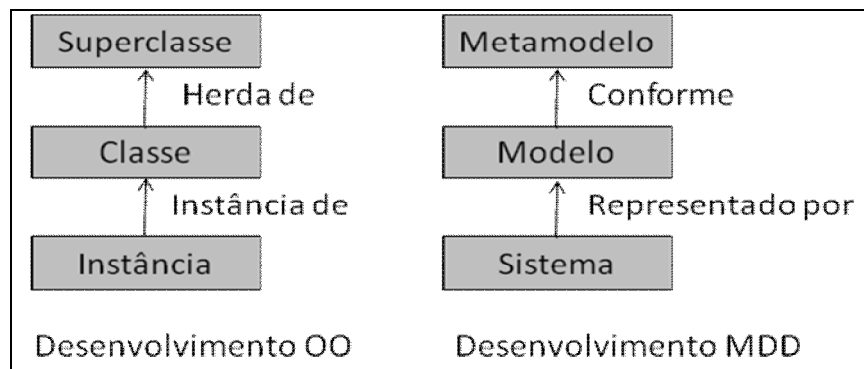 Superclasse
Herda de
Classe
Instância de
Instância
Desenvolvimento OO
Metamodelo
Conforme
Modelo
Representado por
Sistema
Desenvolvimento MDD